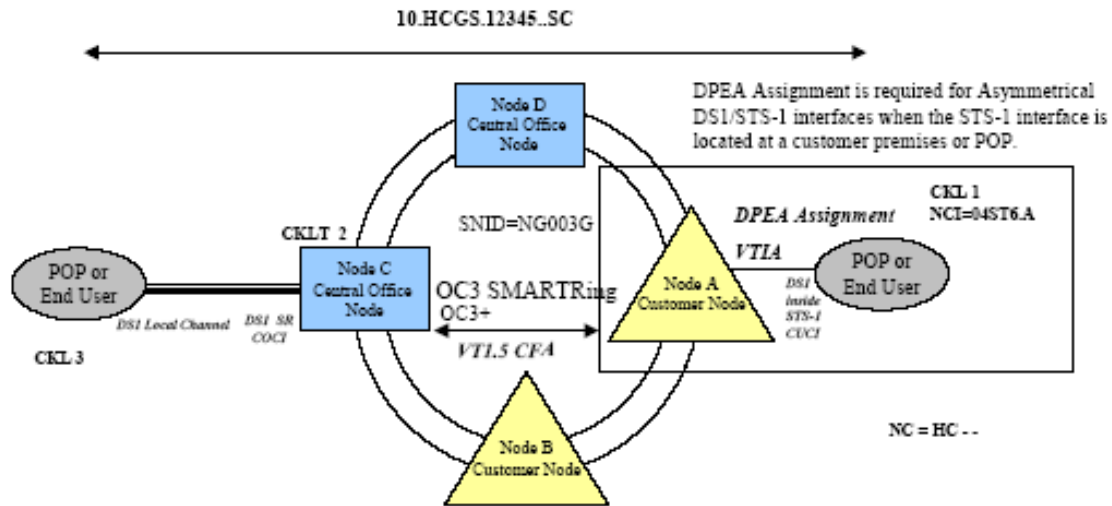 10.HCGS.12345..SC
DPEA Assignment is required for Asymmetrical
DS1/STS-1 interfaces when the STS-1 interface is
located at a customer premises or POP.
Node D
Central Office
Node
CKL 1
NCI=04ST6.A
SNID=NG003G
DPEA Assignment
VTIA
CKLT 2
POP or
End User
Node C
Central Office
Node
OC3 SMARTRing
OC3+
Node A
Customer Node
POP or
End User
DS1
inside
STS-1
CUCI
DS1 Local Channel
DS1 SR
COCI
VT1.5 CFA
CKL 3
Node B
Customer Node
NC = HC - -